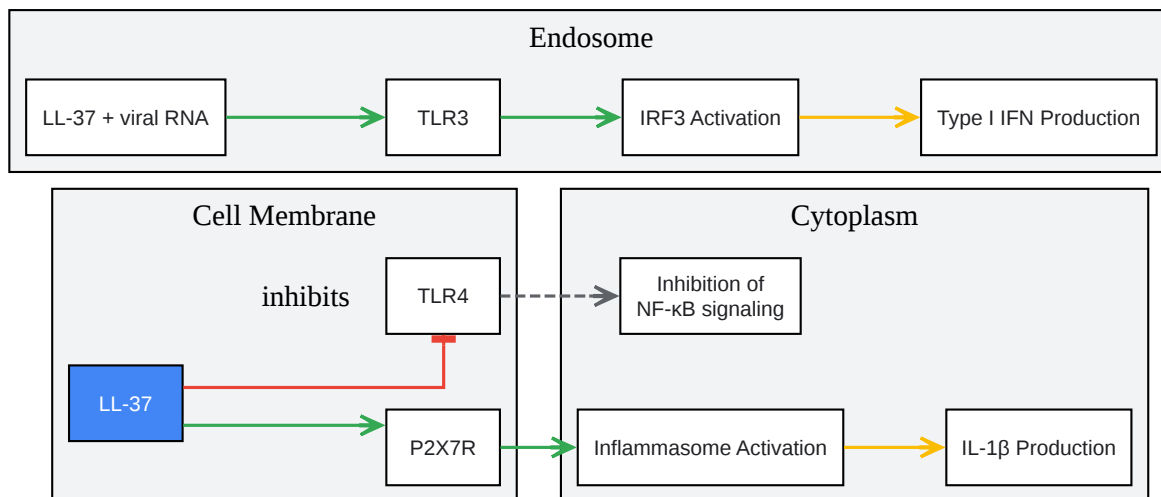 Endosome
LL-37 + viral RNA
TLR3
IRF3 Activation
Type I IFN Production
Cell Membrane
Cytoplasm
inhibits
TLR4
Inhibition of
NF-κB signaling
LL-37
P2X7R
Inflammasome Activation
IL-1β Production